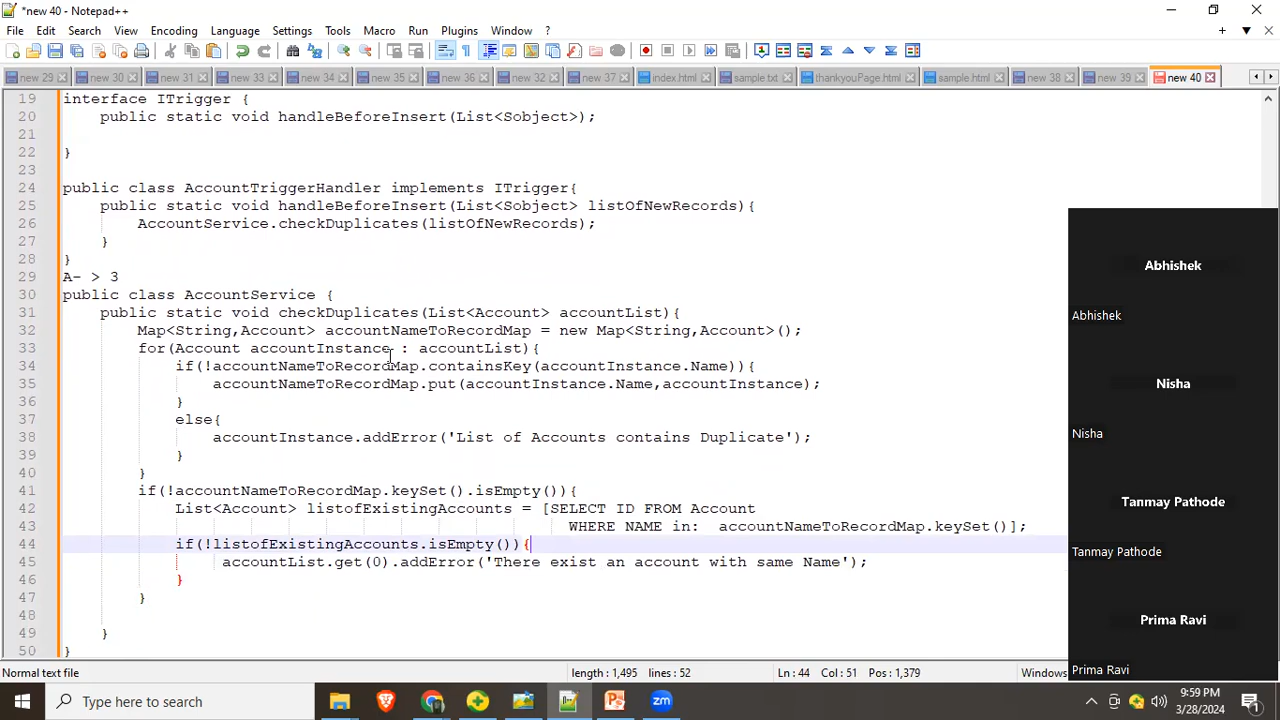 *new 40 - Notepad++
File Edit Search View Encoding Language Settings Tools Macro Run Plugins Window ?
new 29 new 30 new 31 new 33 new 34 new 35 new 36 new 32 new 37 index.html sample.txt thankyouPage.html sample.html new 38 new 39 new 40
19 interface ITrigger {
20 public static void handleBeforeInsert(List<Sobject>);
21
22 }
23
24 public class AccountTriggerHandler implements ITrigger{
25 public static void handleBeforeInsert(List<Sobject> listOfNewRecords){
26 AccountService.checkDuplicates(listOfNewRecords);
27 }
28 }
29 A- > 3
30 public class AccountService {
31 public static void checkDuplicates(List<Account> accountList){
32 Map<String,Account> accountNameToRecordMap = new Map<String,Account>();
33 for(Account accountInstance : accountList){
34 if(!accountNameToRecordMap.containsKey(accountInstance.Name)){
35 accountNameToRecordMap.put(accountInstance.Name,accountInstance);
36 }
37 else{
38 accountInstance.addError('List of Accounts contains Duplicate');
39 }
40 }
41 if(!accountNameToRecordMap.keySet().isEmpty()){
42 List<Account> listofExistingAccounts = [SELECT ID FROM Account
43 WHERE NAME in: accountNameToRecordMap.keySet()];
44 if(!listofExistingAccounts.isEmpty()){
45 accountList.get(0).addError('There exist an account with same Name');
46 }
47 }
48
49 }
50 }
Abhishek
Abhishek
Nisha
Nisha
Tanmay Pathode
Tanmay Pathode
Prima Ravi
Prima Ravi
Normal text file length : 1,495 lines : 52 Ln : 44 Col : 51 Pos : 1,379 Windows
Type here to search
zm
9:59 PM
3/28/2024
1